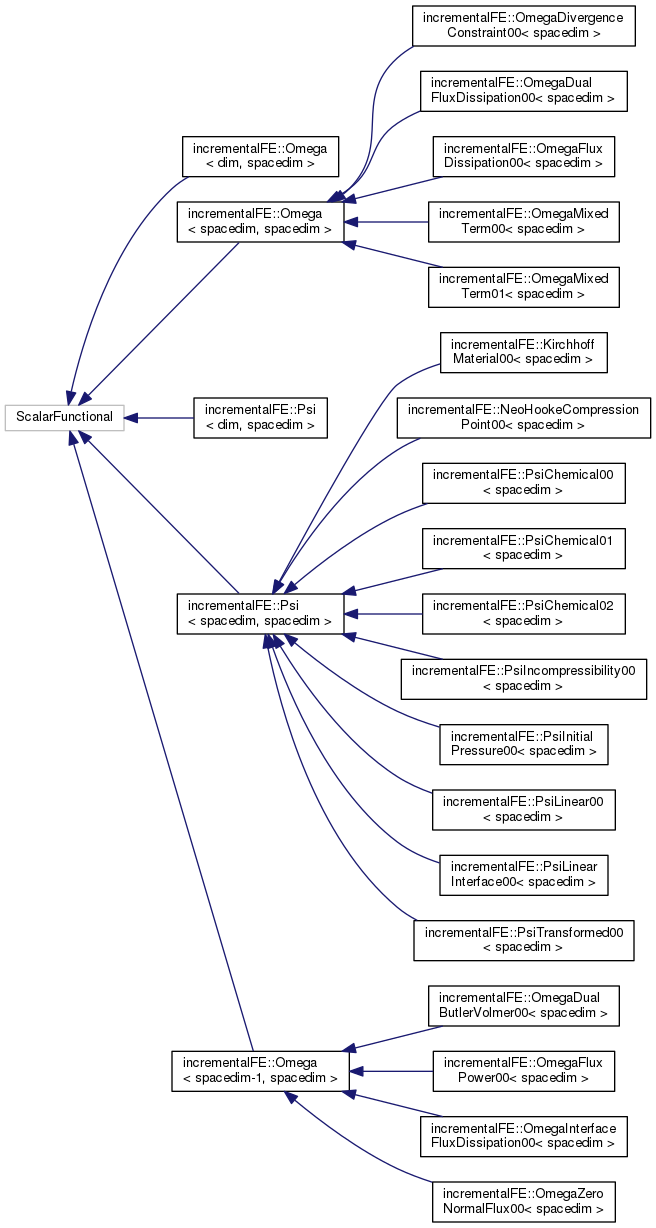 incrementalFE::OmegaDivergence
Constraint00< spacedim >
incrementalFE::OmegaDual
FluxDissipation00< spacedim >
incrementalFE::Omega
< dim, spacedim >
incrementalFE::OmegaFlux
Dissipation00< spacedim >
incrementalFE::Omega
< spacedim, spacedim >
incrementalFE::OmegaMixed
Term00< spacedim >
incrementalFE::OmegaMixed
Term01< spacedim >
incrementalFE::Kirchhoff
Material00< spacedim >
ScalarFunctional
incrementalFE::Psi
< dim, spacedim >
incrementalFE::NeoHookeCompression
Point00< spacedim >
incrementalFE::PsiChemical00
< spacedim >
incrementalFE::PsiChemical01
< spacedim >
incrementalFE::Psi
< spacedim, spacedim >
incrementalFE::PsiChemical02
< spacedim >
incrementalFE::PsiIncompressibility00
< spacedim >
incrementalFE::PsiInitial
Pressure00< spacedim >
incrementalFE::PsiLinear00
< spacedim >
incrementalFE::PsiLinear
Interface00< spacedim >
incrementalFE::PsiTransformed00
< spacedim >
incrementalFE::OmegaDual
ButlerVolmer00< spacedim >
incrementalFE::Omega
< spacedim-1, spacedim >
incrementalFE::OmegaFlux
Power00< spacedim >
incrementalFE::OmegaInterface
FluxDissipation00< spacedim >
incrementalFE::OmegaZero
NormalFlux00< spacedim >